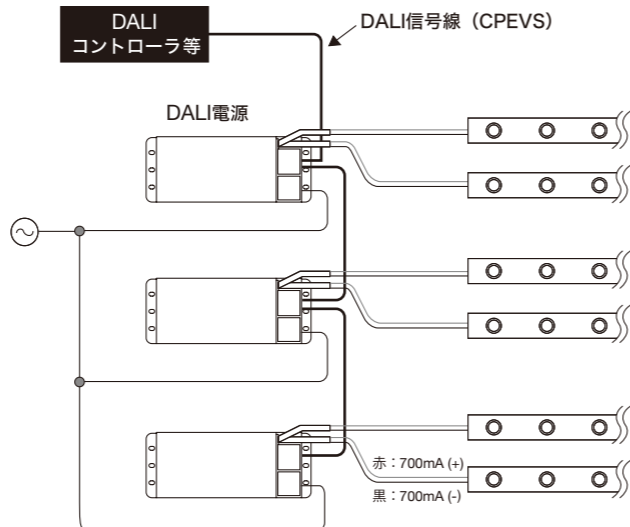 DALI
コントローラ等
DALI信号線（CPEVS）
DALI電源
赤：700mA (+)
黒：700mA (-)